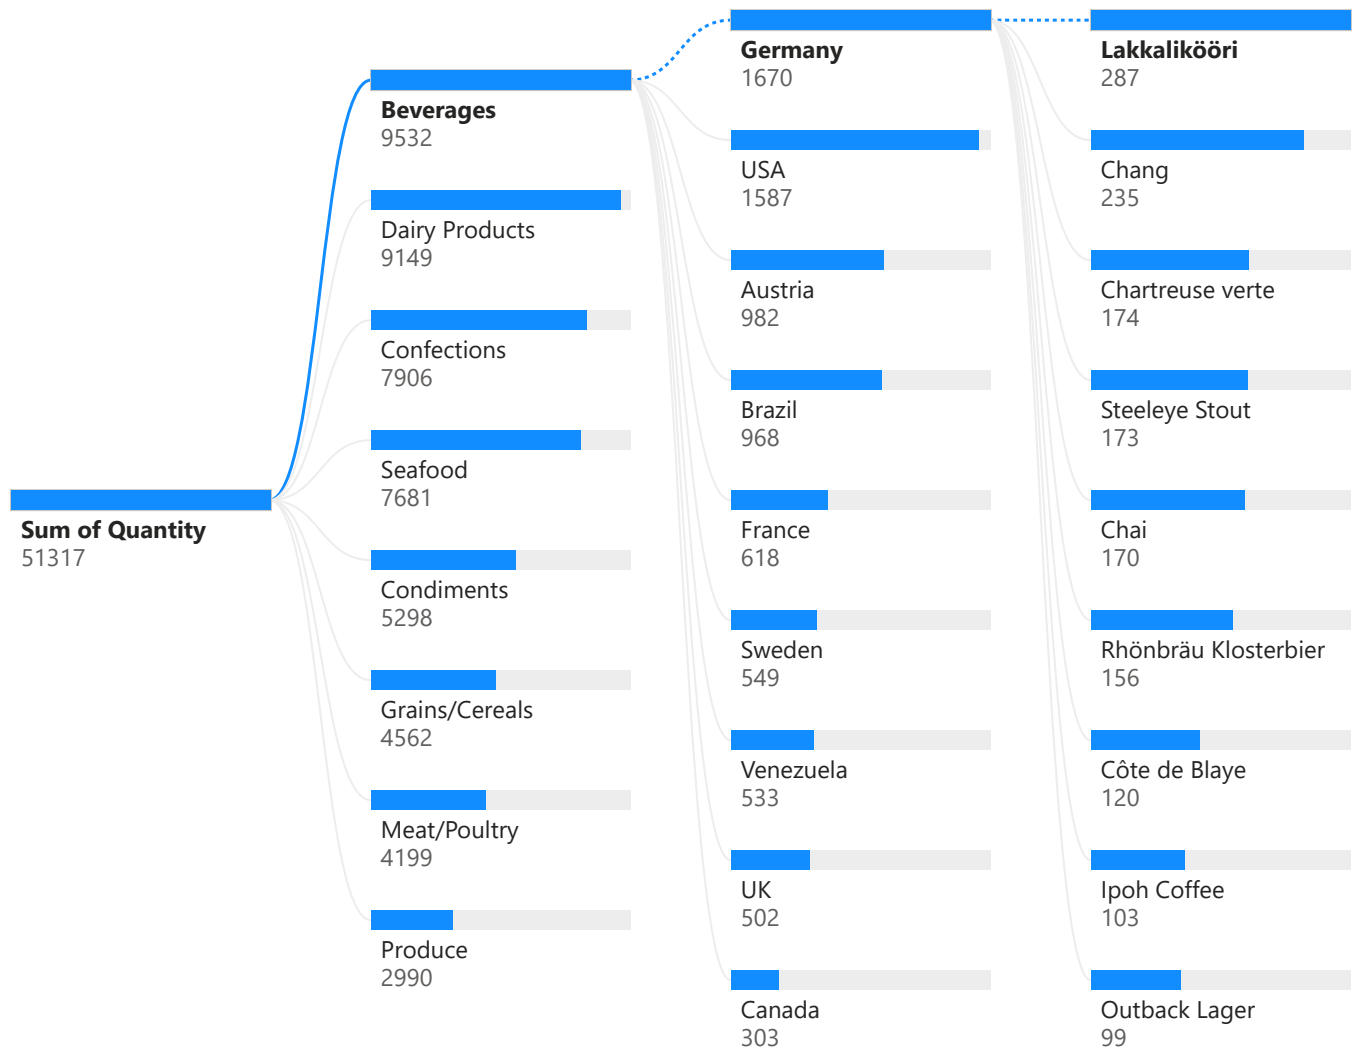 Sum of Quantity
51317
Beverages
9532
Dairy Products
9149
Confections
7906
Seafood
7681
Condiments
5298
Grains/Cereals
4562
Meat/Poultry
4199
Produce
2990
Germany
1670
USA
1587
Austria
982
Brazil
968
France
618
Sweden
549
Venezuela
533
UK
502
Canada
303
Lakkalikööri
287
Chang
235
Chartreuse verte
174
Steeleye Stout
173
Chai
170
Rhönbräu Klosterbier
156
Côte de Blaye
120
Ipoh Coffee
103
Outback Lager
99